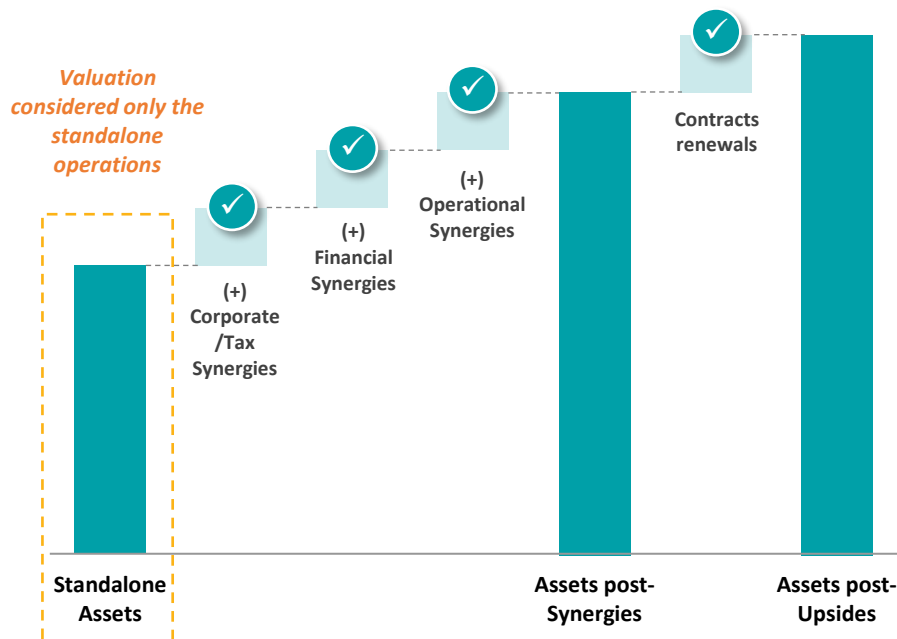 Valuation
considered only the
standalone
operations
(+)
Corporate
/Tax
Synergies
(+)
Financial
Synergies
(+)
Operational
Synergies
Contracts
renewals
Standalone
Assets
Assets post-
Synergies
Assets post-
Upsides